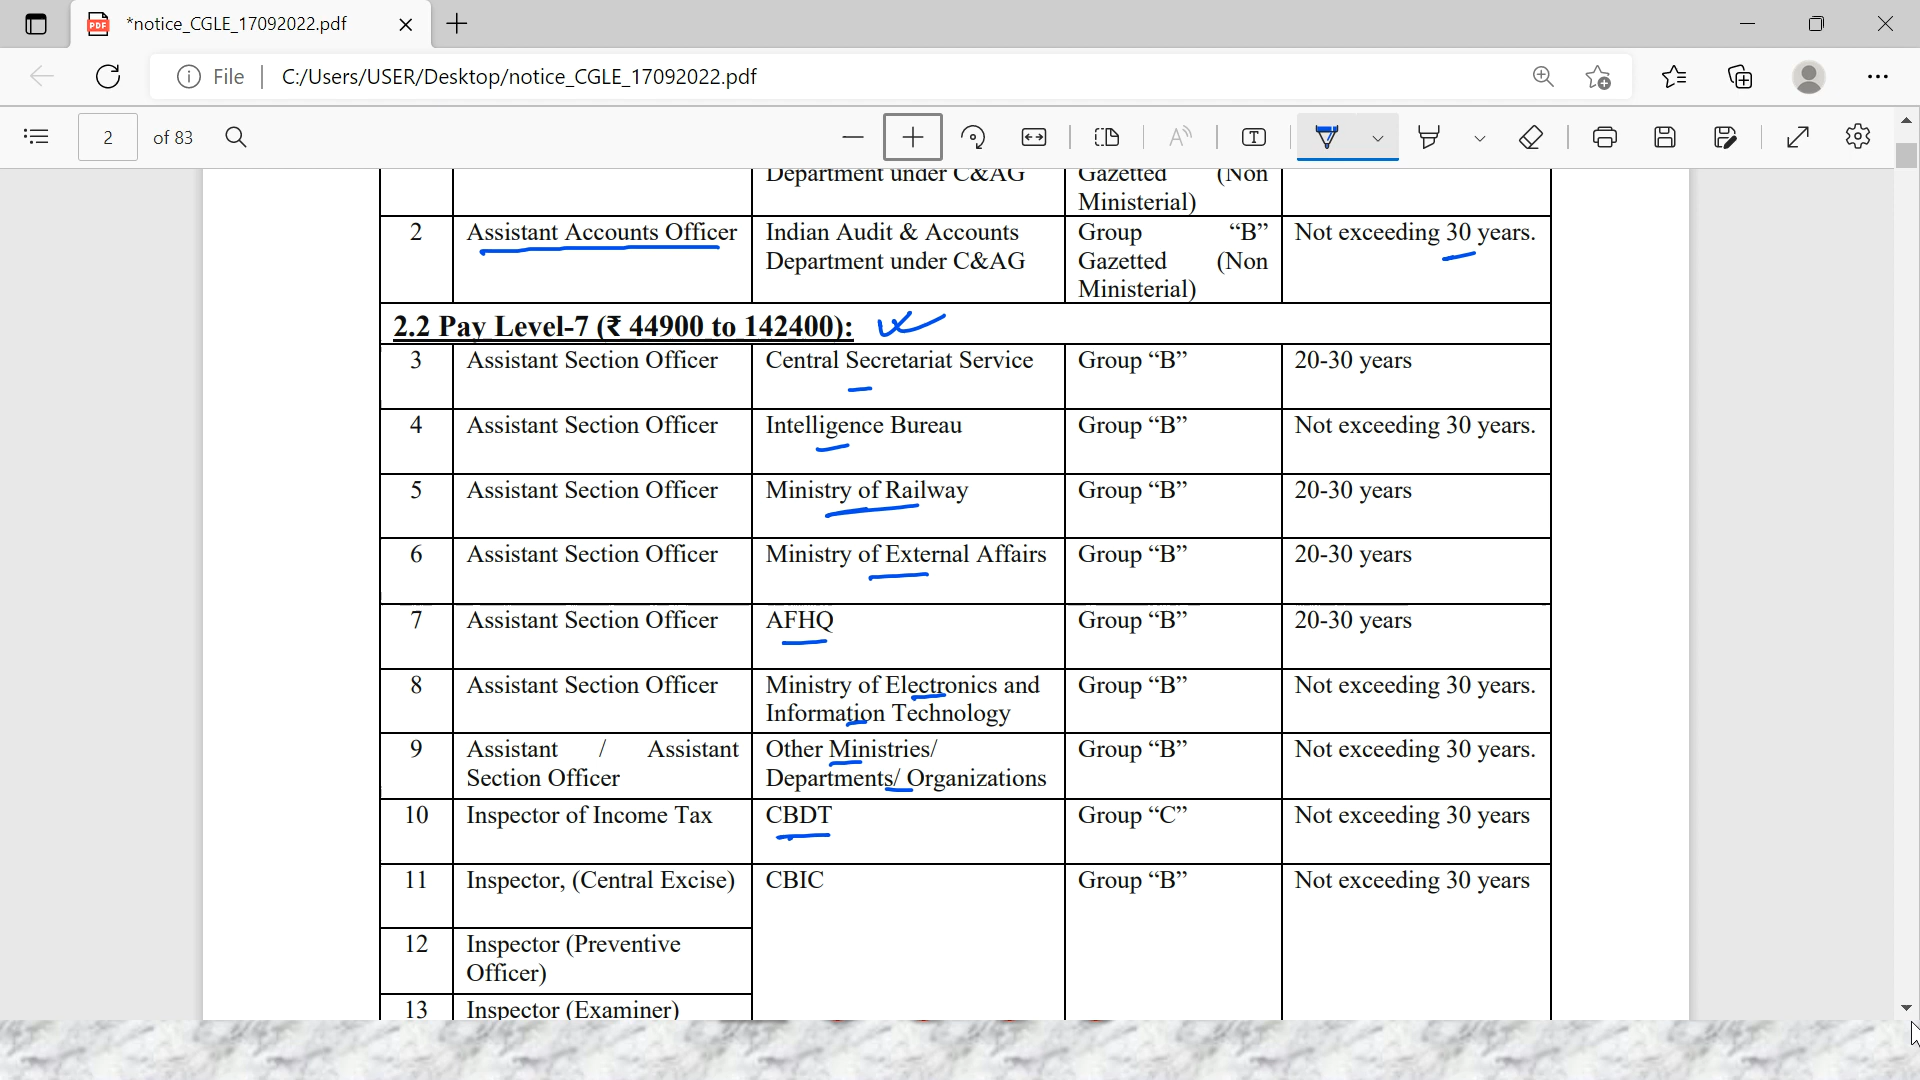 *notice_CGLE_17092022.pdf
File
C:/Users/USER/Desktop/notice_CGLE_17092022.pdf
2 of 83
Department under C&AG
Gazetted (Non
Ministerial)
2
Assistant Accounts Officer
Indian Audit & Accounts
Department under C&AG
Group “B”
Gazetted (Non
Ministerial)
Not exceeding 30 years.
2.2 Pay Level-7 (₹ 44900 to 142400):
3
Assistant Section Officer
Central Secretariat Service
Group “B”
20-30 years
4
Assistant Section Officer
Intelligence Bureau
Group “B”
Not exceeding 30 years.
5
Assistant Section Officer
Ministry of Railway
Group “B”
20-30 years
6
Assistant Section Officer
Ministry of External Affairs
Group “B”
20-30 years
7
Assistant Section Officer
AFHQ
Group “B”
20-30 years
8
Assistant Section Officer
Ministry of Electronics and
Information Technology
Group “B”
Not exceeding 30 years.
9
Assistant / Assistant
Section Officer
Other Ministries/
Departments/ Organizations
Group “B”
Not exceeding 30 years.
10
Inspector of Income Tax
CBDT
Group “C”
Not exceeding 30 years
11
Inspector, (Central Excise)
CBIC
Group “B”
Not exceeding 30 years
12
Inspector (Preventive
Officer)
13
Inspector (Examiner)